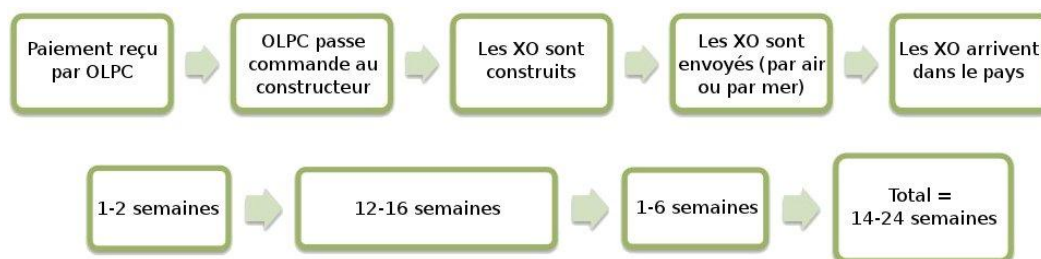 Paiement reçu
par OLPC
OLPC passe
commande au
constructeur
Les XO sont
construits
Les XO sont
envoyés (par air
ou par mer)
Les XO arrivent
dans le pays
1-2 semaines
12-16 semaines
1-6 semaines
Total =
14-24 semaines